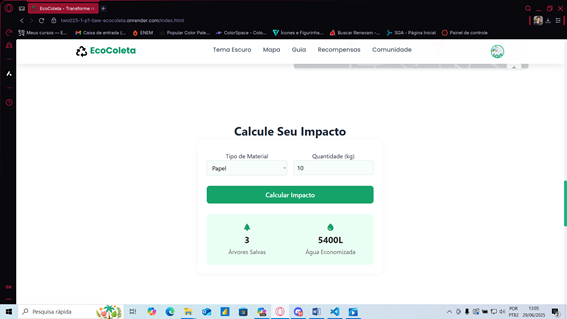 EcoColeta - Transforme
two025-1-p1-tiaw-ecocoleta.onrender.com/index.html
Meus cursos — E...
Caixa de entrada (...
ENEM
Popular Color Pale...
ColorSpace - Colo...
Ícones e Figurinha...
Buscar Renavam -...
SGA - Página Inicial
Painel de controle
EcoColeta
Tema Escuro
Mapa
Guia
Recompensas
Comunidade
Calcule Seu Impacto
Tipo de Material
Quantidade (kg)
Papel
10
Calcular Impacto
3
5400L
Árvores Salvas
Água Economizada
Pesquisa rápida
POR
PTB2
13:05
29/06/2025